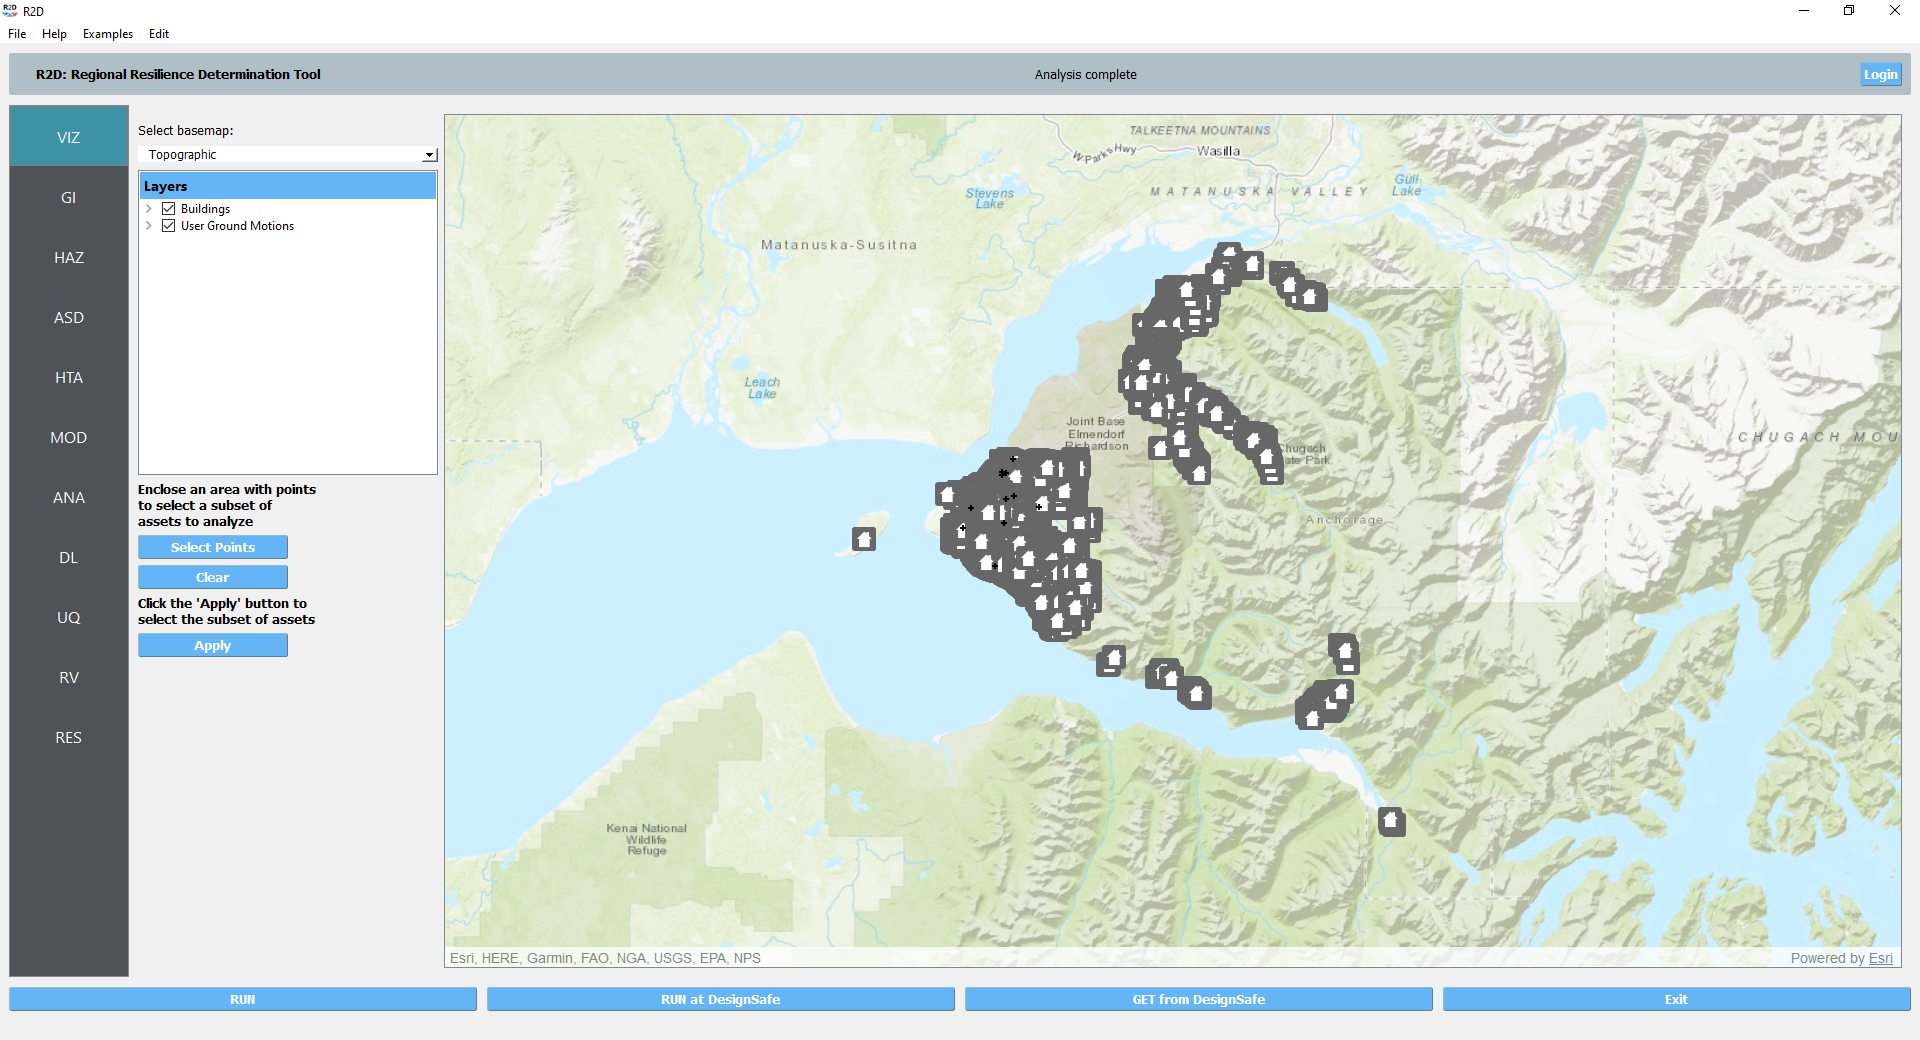 R2D
R2D
File Help Examples Edit
R2D: Regional Resilience Determination Tool
Analysis complete
Login
VIZ
GI
HAZ
ASD
HTA
MOD
ANA
DL
UQ
RV
RES
Select basemap:
Topographic
Layers
Buildings
User Ground Motions
Enclose an area with points
to select a subset of
assets to analyze
Select Points
Clear
Click the 'Apply' button to
select the subset of assets
Apply
TALKEETNA MOUNTAINS
W Parks Hwy
Wasilla
Stevens
Lake
MATANUSKA VALLEY
Gull
Lake
Matanuska-Susitna
Leach
Lake
Joint Base
Elmendorf
Richardson
Chugach
State Park
CHUGACH MOU
Anchorage
Kenai National
Wildlife
Refuge
Esri, HERE, Garmin, FAO, NGA, USGS, EPA, NPS
Powered by Esri
RUN
RUN at DesignSafe
GET from DesignSafe
Exit